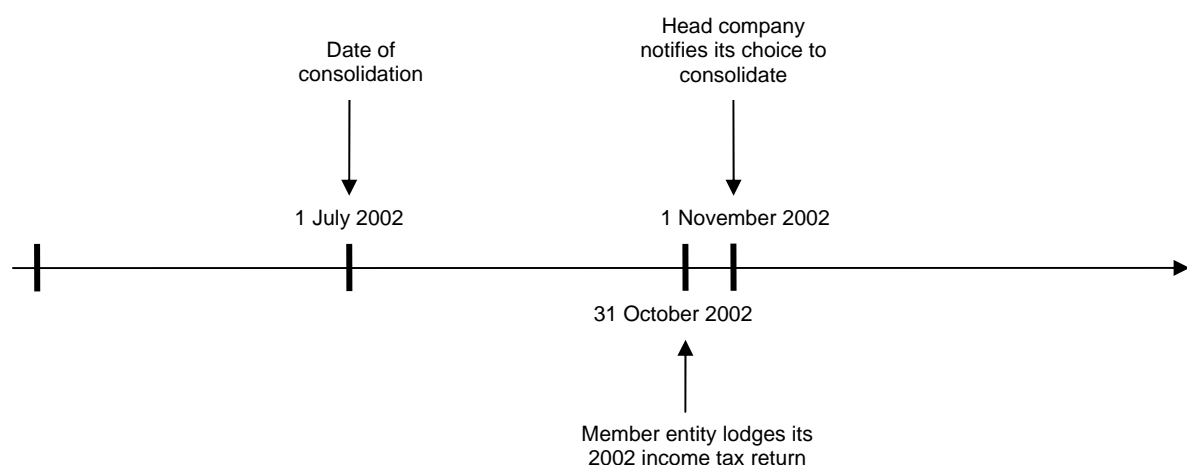 Head company
notifies its choice to
consolidate
Date of
consolidation
1 July 2002
1 November 2002
31 October 2002
Member entity lodges its
2002 income tax return